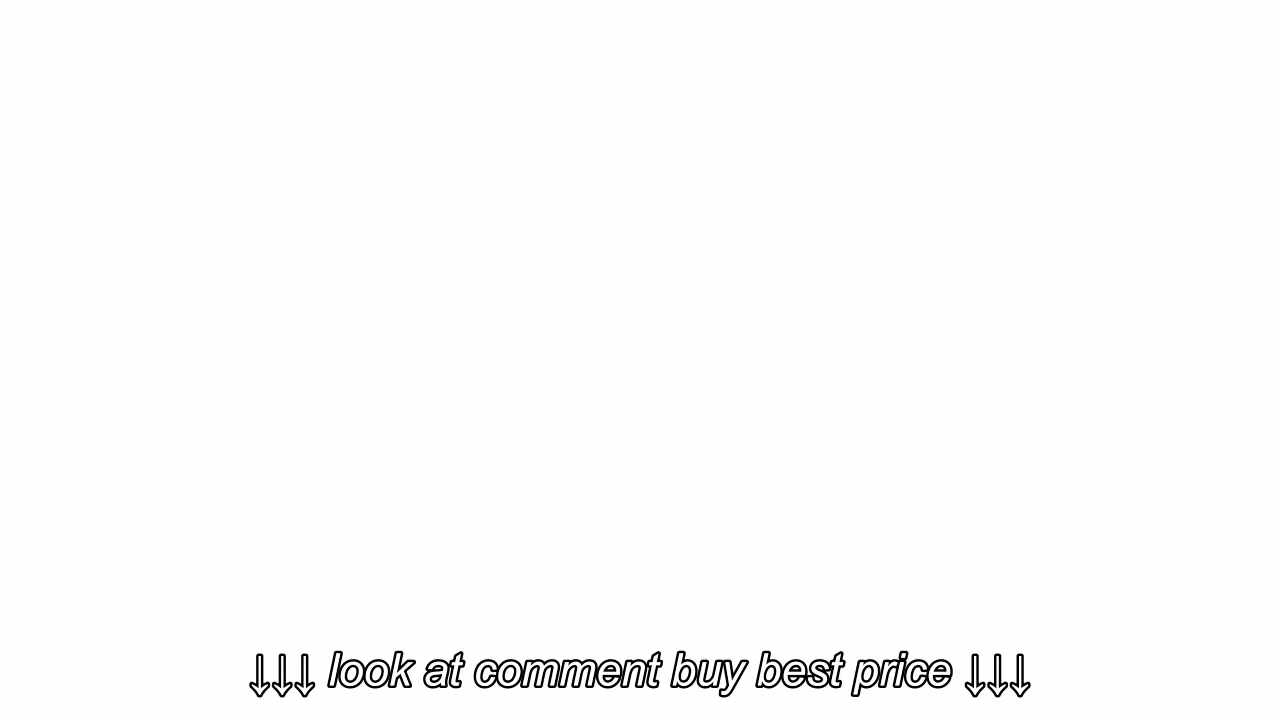 ↓↓↓ look at comment buy best price ↓↓↓